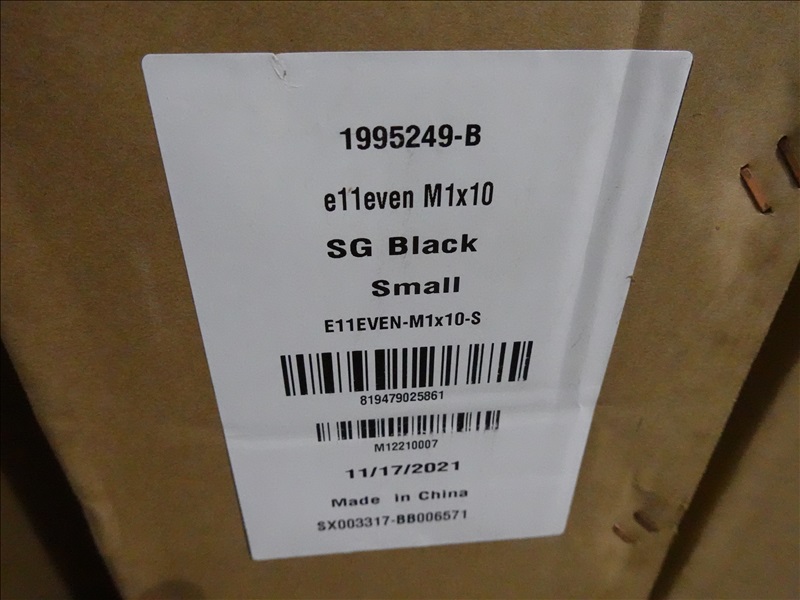 1995249-B
e11even M1x10
SG Black
Small
E11EVEN-M1x10-S
819479025861
M12210007
11/17/2021
Made in China
SX003317-BB006571